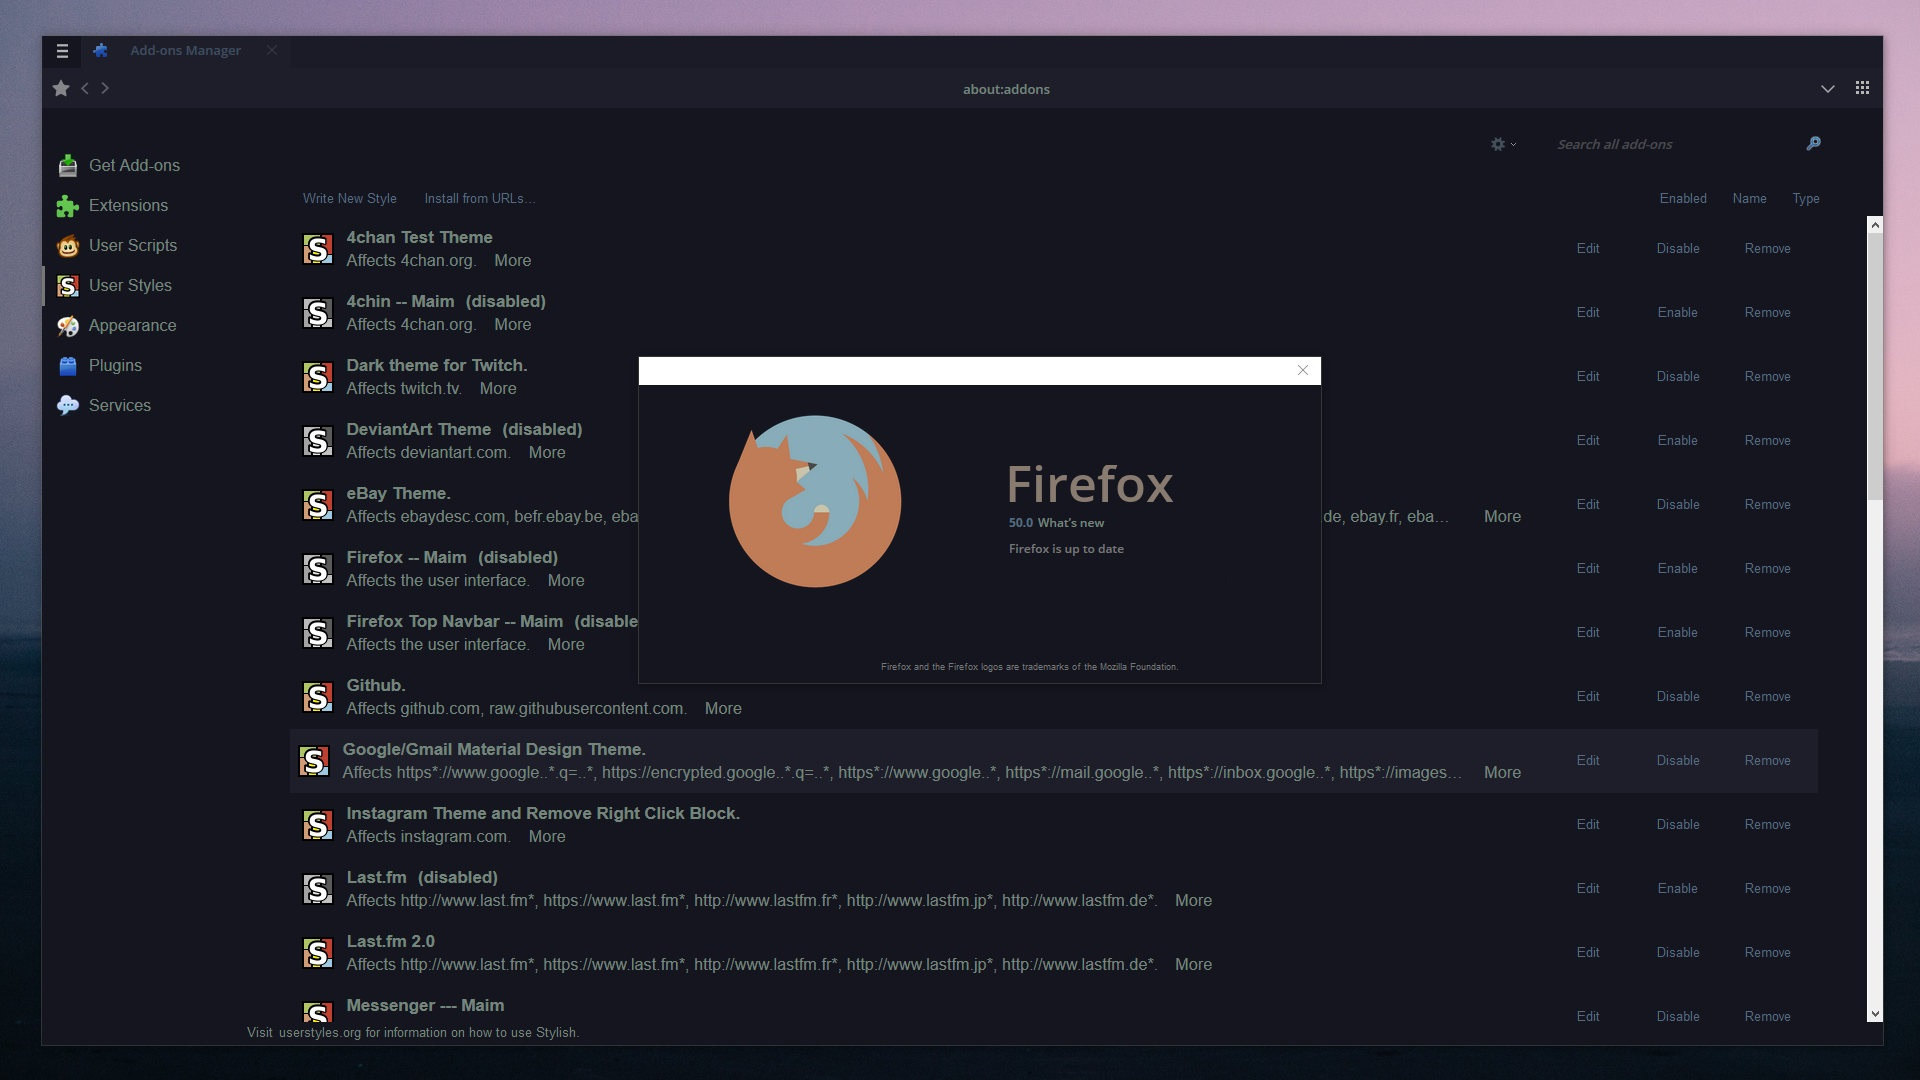 Add-ons Manager
about:addons
Search all add-ons
Get Add-ons
Extensions
User Scripts
User Styles
Appearance
Plugins
Services
Write New Style Install from URLs...
Enabled Name Type
4chan Test Theme
Affects 4chan.org. More
Edit Disable Remove
4chin -- Maim (disabled)
Affects 4chan.org. More
Edit Enable Remove
Dark theme for Twitch.
Affects twitch.tv. More
Edit Disable Remove
DeviantArt Theme (disabled)
Affects deviantart.com. More
Edit Enable Remove
eBay Theme.
Affects ebaydesc.com, befr.ebay.be, eba
de, ebay.fr, eba... More
Edit Disable Remove
Firefox -- Maim (disabled)
Affects the user interface. More
Edit Enable Remove
Firefox Top Navbar -- Maim (disable
Affects the user interface. More
Edit Enable Remove
Github.
Affects github.com, raw.githubusercontent.com. More
Edit Disable Remove
Google/Gmail Material Design Theme.
Affects https*://www.google..*.q=..*, https://encrypted.google..*.q=..*, https*://www.google..*, https*://mail.google..*, https*://inbox.google..*, https*://images... More
Edit Disable Remove
Instagram Theme and Remove Right Click Block.
Affects instagram.com. More
Edit Disable Remove
Last.fm (disabled)
Affects http://www.last.fm*, https://www.last.fm*, http://www.lastfm.fr*, http://www.lastfm.jp*, http://www.lastfm.de*. More
Edit Enable Remove
Last.fm 2.0
Affects http://www.last.fm*, https://www.last.fm*, http://www.lastfm.fr*, http://www.lastfm.jp*, http://www.lastfm.de*. More
Edit Disable Remove
Messenger --- Maim
Edit Disable Remove
Visit userstyles.org for information on how to use Stylish.
Firefox
50.0 What's new
Firefox is up to date
Firefox and the Firefox logos are trademarks of the Mozilla Foundation.